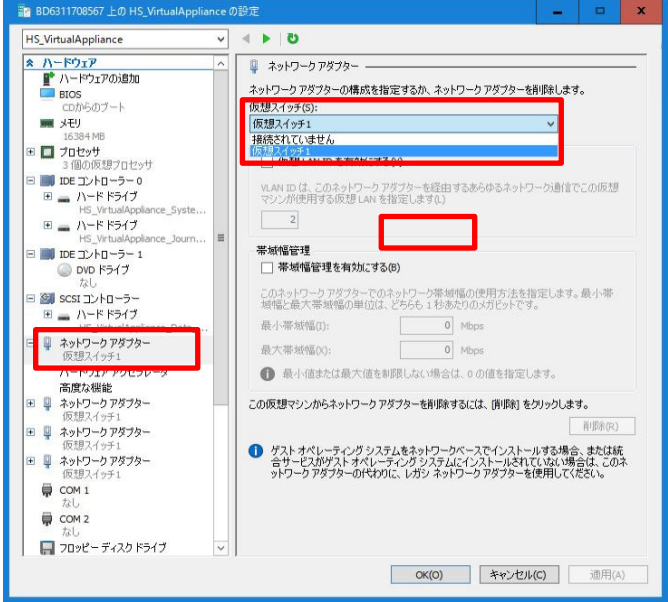 BD6311708567 上の HS_VirtualAppliance の設定
HS_VirtualAppliance
ハードウェア
ハードウェアの追加
BIOS
CDからのブート
メモリ
16384 MB
プロセッサ
3 個の仮想プロセッサ
IDE コントローラー 0
ハード ドライブ
HS_VirtualAppliance_Syste...
ハード ドライブ
HS_VirtualAppliance_Journ...
IDE コントローラー 1
DVD ドライブ
なし
SCSI コントローラー
ハード ドライブ
HS_VirtualAppliance_Data...
ネットワーク アダプター
仮想スイッチ1
ハードウェア アクセラレータ
高度な機能
ネットワーク アダプター
仮想スイッチ1
ネットワーク アダプター
仮想スイッチ1
ネットワーク アダプター
仮想スイッチ1
COM 1
なし
COM 2
なし
フロッピー ディスク ドライブ
ネットワーク アダプター
ネットワーク アダプターの構成を指定するか、ネットワーク アダプターを削除します。
仮想スイッチ(S):
仮想スイッチ1
接続されていません
仮想スイッチ1
仮想 LAN ID を有効にする(V)
VLAN ID は、このネットワーク アダプターを経由するあらゆるネットワーク通信でこの仮想
マシンが使用する仮想 LAN を指定します(L)
2
帯域幅管理
帯域幅管理を有効にする(B)
このネットワーク アダプターでのネットワーク帯域幅の使用方法を指定します。最小帯
域幅と最大帯域幅の単位は、どちらも 1 秒あたりのメガビットです。
最小帯域幅(I):
0 Mbps
最大帯域幅(X):
0 Mbps
最小値または最大値を制限しない場合は、0 の値を指定します。
この仮想マシンからネットワーク アダプターを削除するには、[削除] をクリックします。
削除(R)
ゲスト オペレーティング システムをネットワークベースでインストールする場合、または統
合サービスがゲスト オペレーティング システムにインストールされていない場合は、このネ
ットワーク アダプターの代わりに、レガシ ネットワーク アダプターを使用してください。
OK(O)
キャンセル(C)
適用(A)